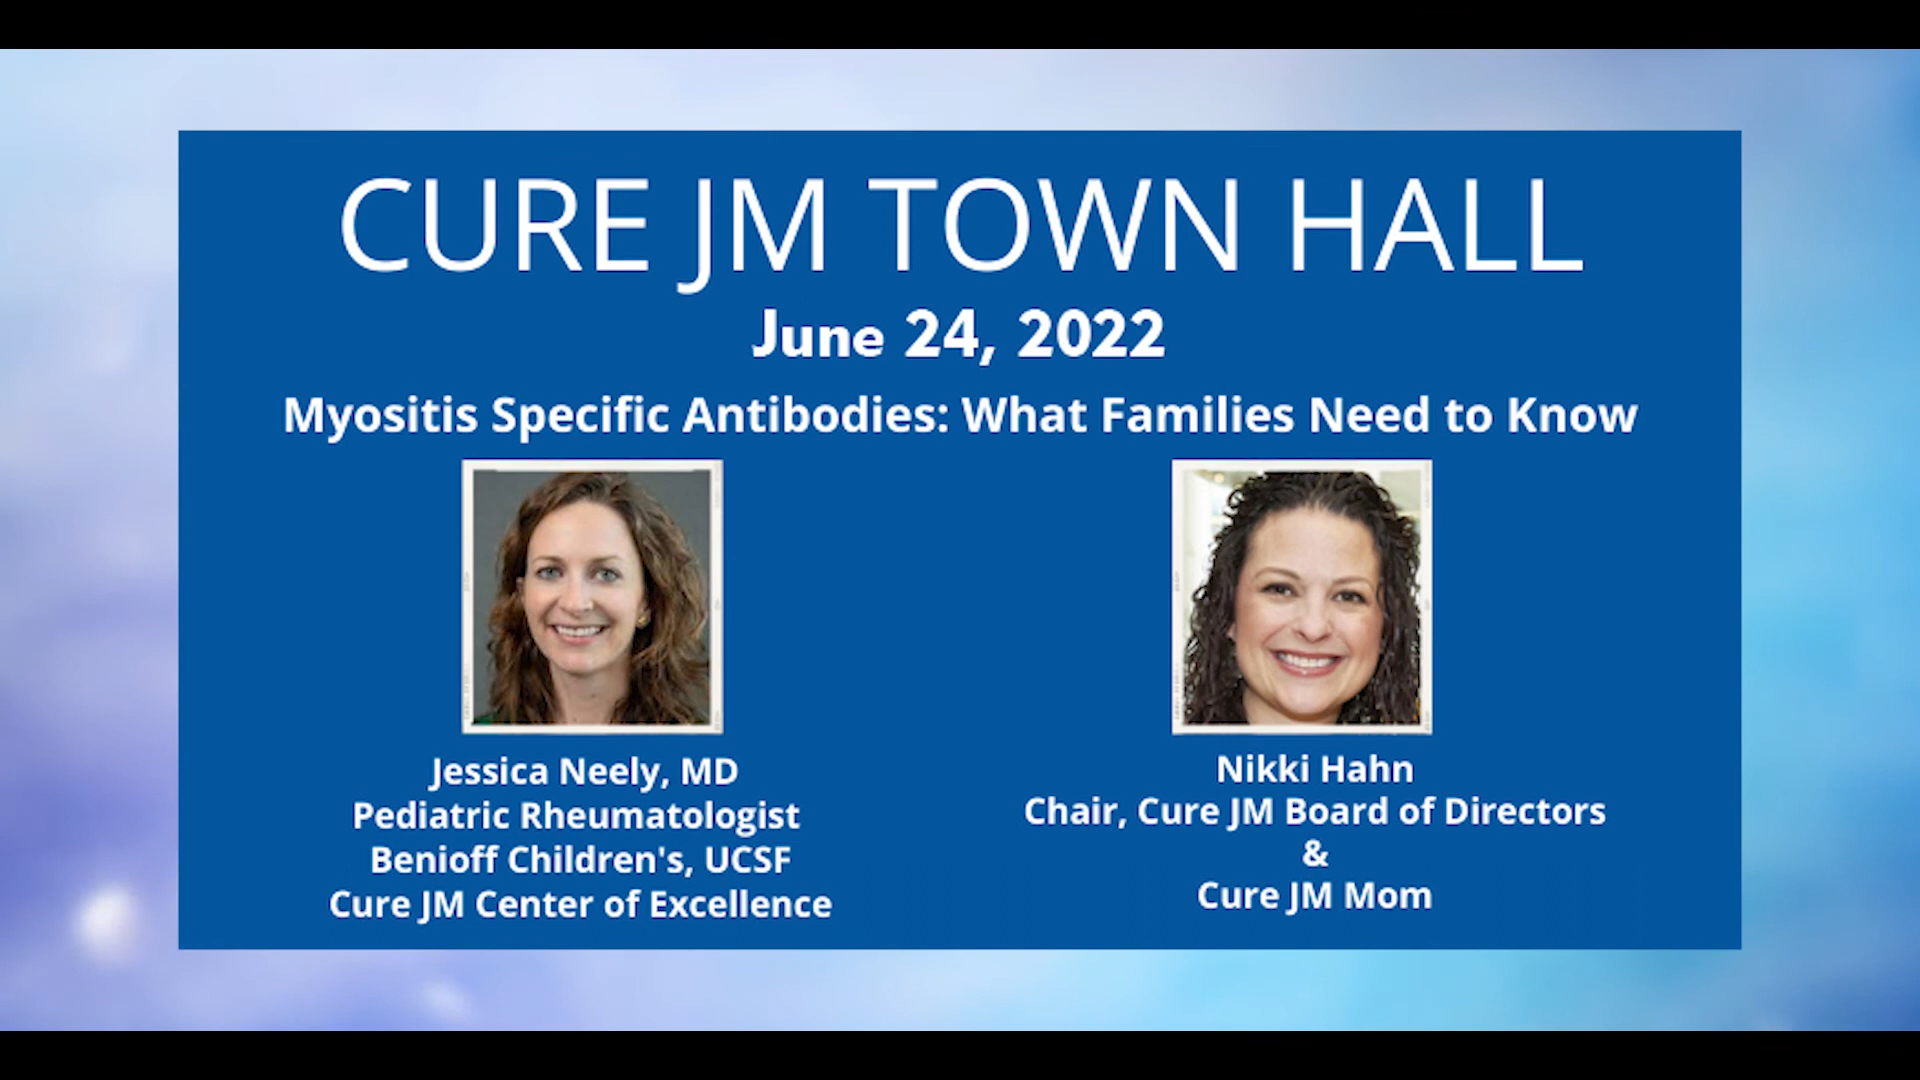 CURE JM TOWN HALL
June 24, 2022
Myositis Specific Antibodies: What Families Need to Know
Jessica Neely, MD
Pediatric Rheumatologist
Benioff Children's, UCSF
Cure JM Center of Excellence
Nikki Hahn
Chair, Cure JM Board of Directors
&
Cure JM Mom